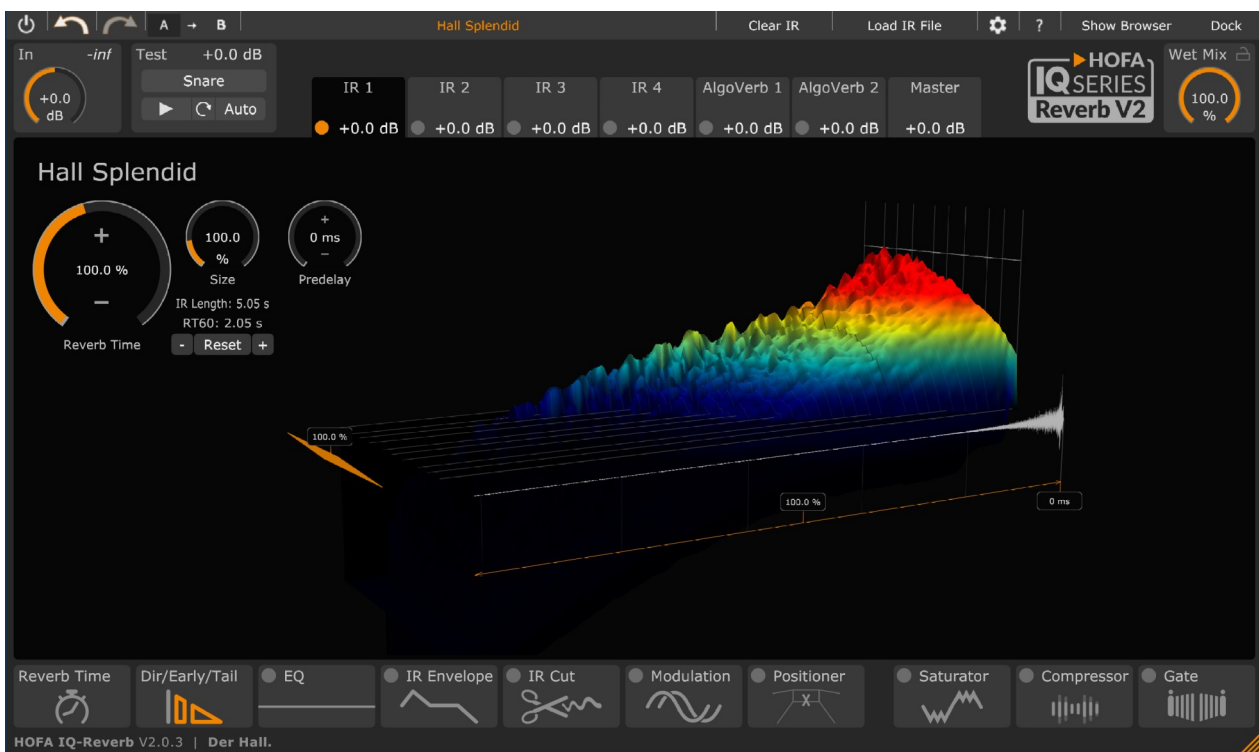 A → B Hall Splendid Clear IR Load IR File ? Show Browser Dock
In -inf Test +0.0 dB
Snare
Auto
+0.0
dB
IR 1 IR 2 IR 3 IR 4 AlgoVerb 1 AlgoVerb 2 Master
+0.0 dB +0.0 dB +0.0 dB +0.0 dB +0.0 dB +0.0 dB +0.0 dB
HOFA
IQ SERIES
Reverb V2
Wet Mix
100.0
%
Hall Splendid
+
100.0 %
−
Reverb Time
100.0
%
Size
+
0 ms
−
Predelay
IR Length: 5.05 s
RT60: 2.05 s
- Reset +
100.0 %
100.0 %
0 ms
Reverb Time Dir/Early/Tail EQ IR Envelope IR Cut Modulation Positioner Saturator Compressor Gate
X
HOFA IQ-Reverb V2.0.3 | Der Hall.